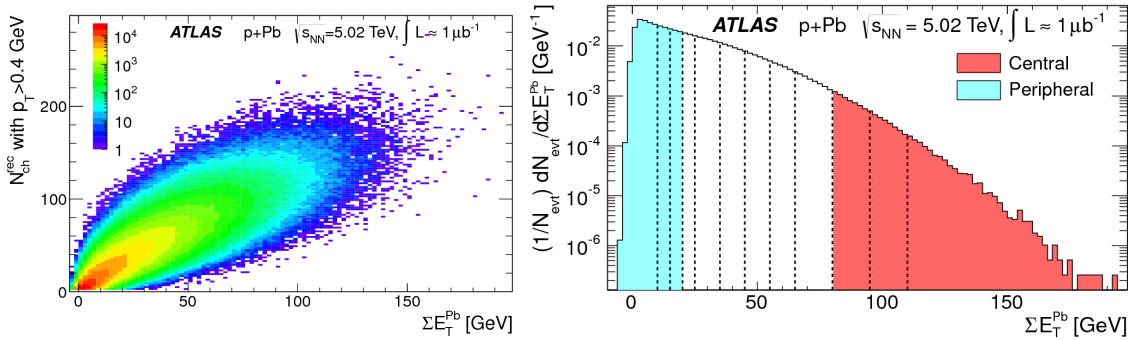 ATLAS p+Pb √s_NN=5.02 TeV, ∫ L ≈ 1 μb⁻¹
N_ch^rec with p_T>0.4 GeV
10⁴
10³
10²
10
1
200
100
0
0 50 100 150
ΣE_T^Pb [GeV]
ATLAS p+Pb √s_NN = 5.02 TeV, ∫ L ≈ 1 μb⁻¹
(1/N_evt) dN_evt/dΣE_T^Pb [GeV⁻¹]
Central
Peripheral
10⁻²
10⁻³
10⁻⁴
10⁻⁵
10⁻⁶
0 50 100 150
ΣE_T^Pb [GeV]